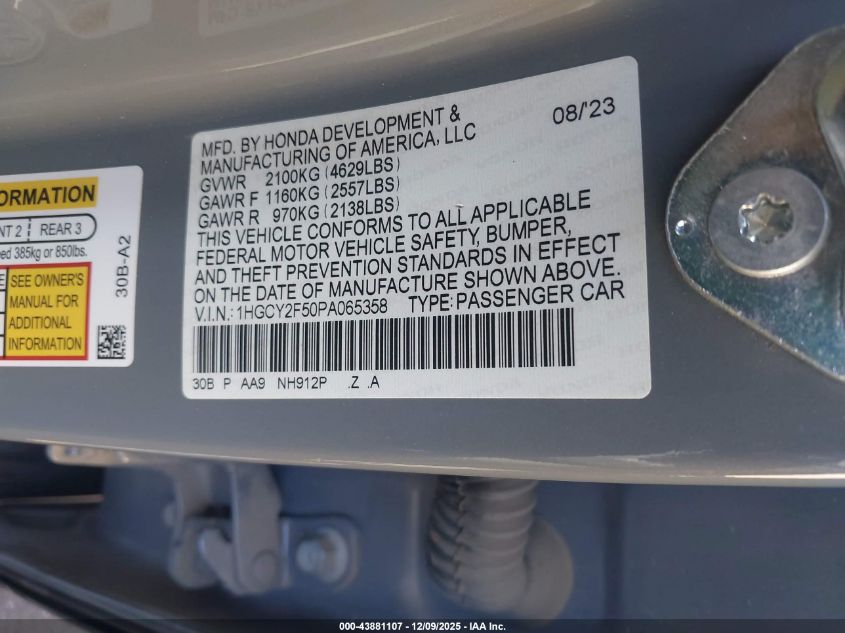 MFD. BY HONDA DEVELOPMENT &
MANUFACTURING OF AMERICA, LLC
08/'23
GVWR 2100KG (4629LBS)
GAWR F 1160KG (2557LBS)
GAWR R 970KG (2138LBS)
THIS VEHICLE CONFORMS TO ALL APPLICABLE
FEDERAL MOTOR VEHICLE SAFETY, BUMPER,
AND THEFT PREVENTION STANDARDS IN EFFECT
ON THE DATE OF MANUFACTURE SHOWN ABOVE.
V.I.N.: 1HGCY2F50PA065358 TYPE: PASSENGER CAR
30B P AA9 NH912P .Z .A
2 REAR 3
385kg or 850lbs.
SEE OWNER'S
MANUAL FOR
ADDITIONAL
INFORMATION
30B-A2
000-43881107 - 12/09/2025 - IAA Inc.